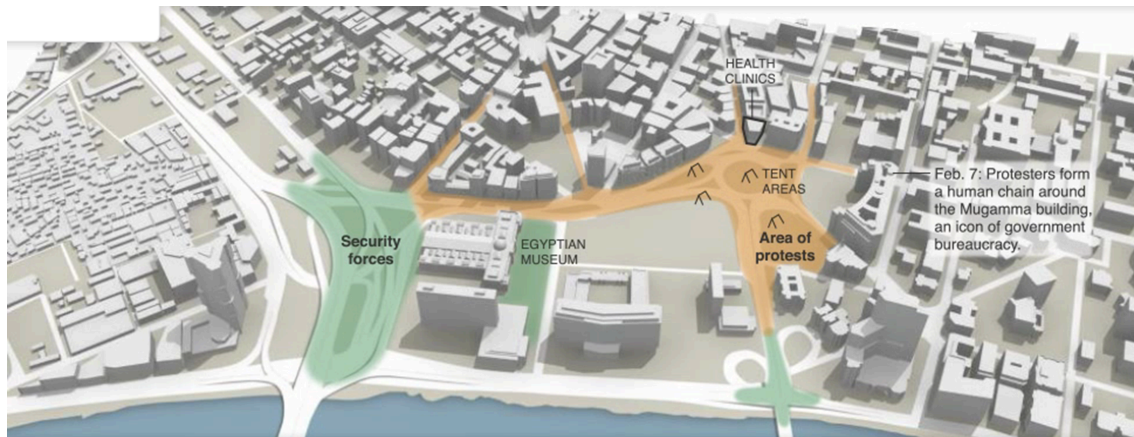 HEALTH
CLINICS
TENT
AREAS
Feb. 7: Protesters form
a human chain around
the Mugamma building,
an icon of government
bureaucracy.
Security
forces
EGYPTIAN
MUSEUM
Area of
protests